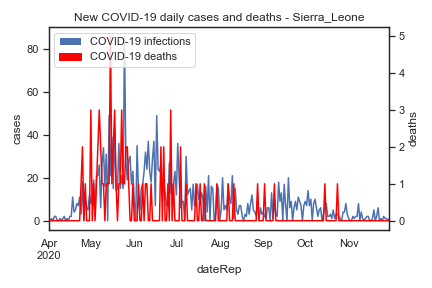 New COVID-19 daily cases and deaths - Sierra_Leone
COVID-19 infections
COVID-19 deaths
80
60
40
20
0
cases
5
4
3
2
1
0
deaths
Apr May Jun Jul Aug Sep Oct Nov
2020
dateRep